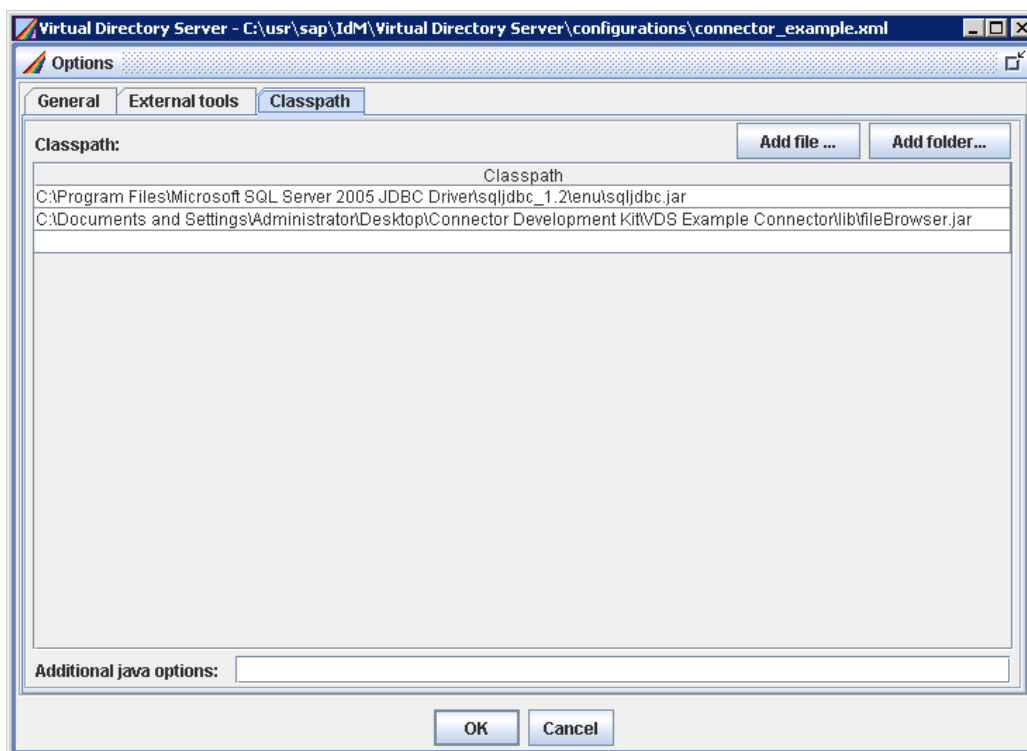 Virtual Directory Server - C:\usr\sap\IdM\Virtual Directory Server\configurations\connector_example.xml
Options
General External tools Classpath
Classpath: Add file ... Add folder...
Classpath
C:\Program Files\Microsoft SQL Server 2005 JDBC Driver\sqljdbc_1.2\enu\sqljdbc.jar
C:\Documents and Settings\Administrator\Desktop\Connector Development Kit\VDS Example Connector\lib\fileBrowser.jar
Additional java options:
OK Cancel